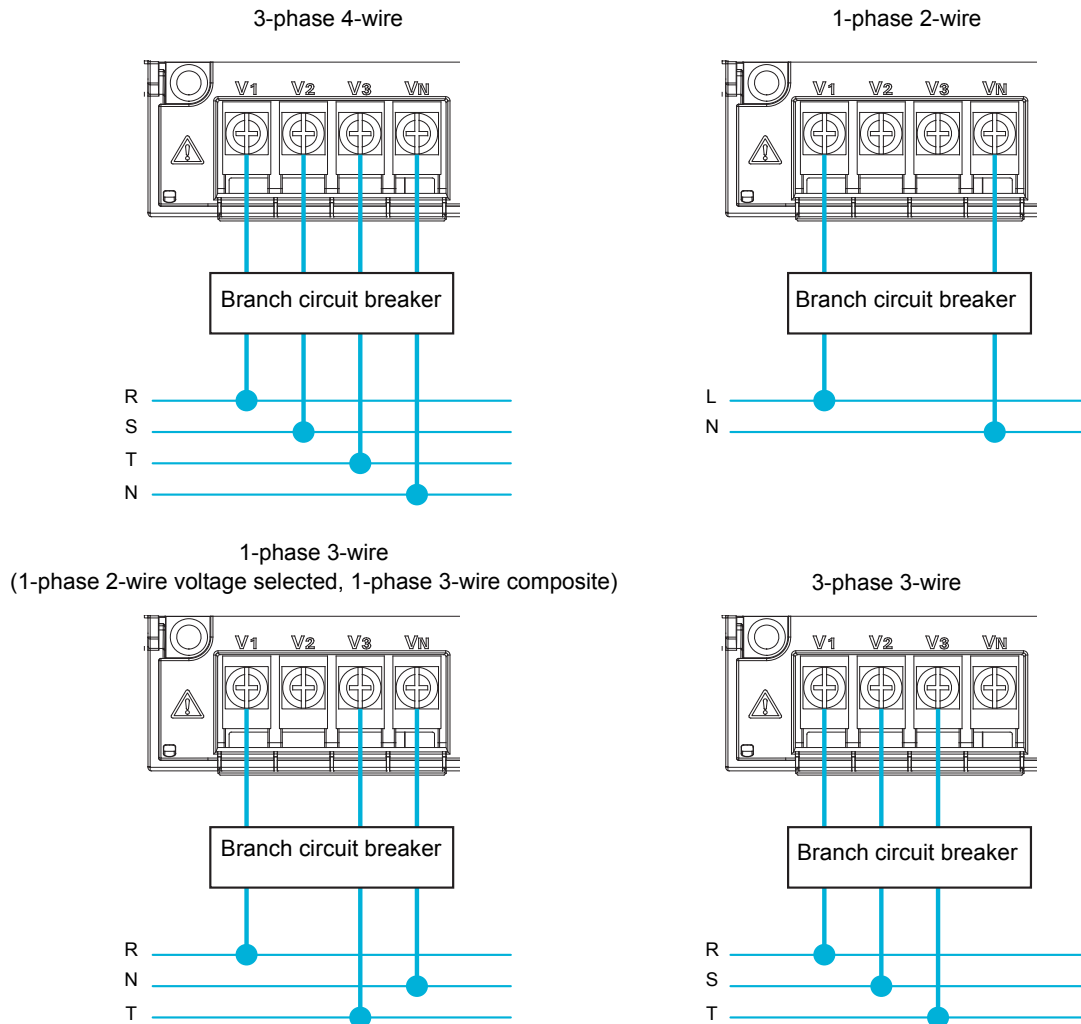 3-phase 4-wire
V1 V2 V3 VN
Branch circuit breaker
R
S
T
N
1-phase 2-wire
V1 V2 V3 VN
Branch circuit breaker
L
N
1-phase 3-wire
(1-phase 2-wire voltage selected, 1-phase 3-wire composite)
V1 V2 V3 VN
Branch circuit breaker
R
N
T
3-phase 3-wire
V1 V2 V3 VN
Branch circuit breaker
R
S
T